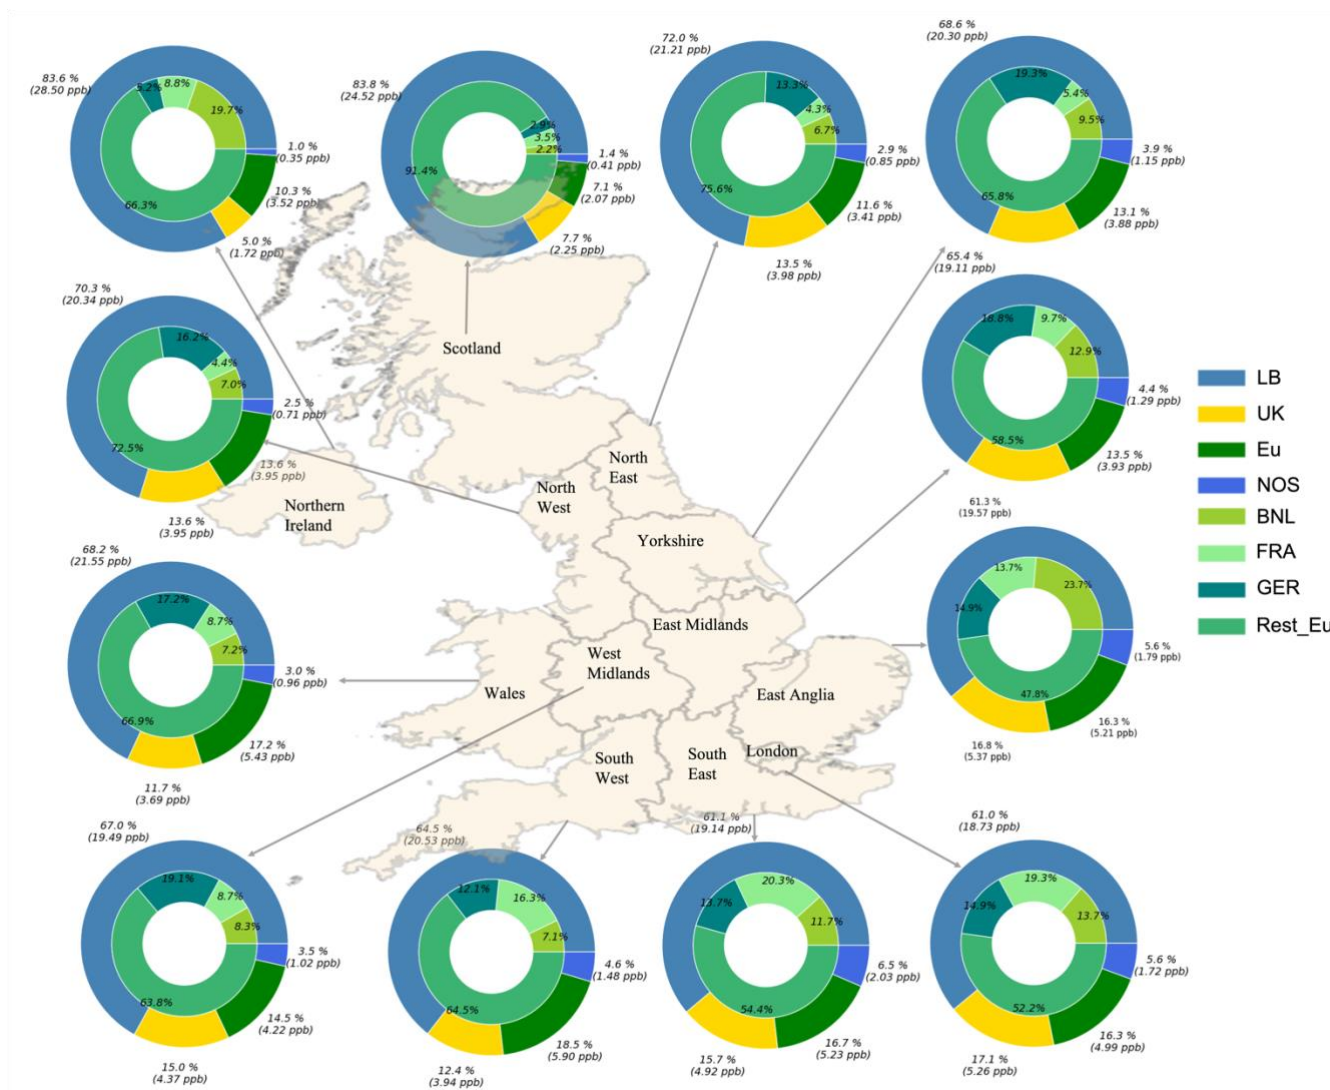 83.6 %
(28.50 ppb)
5.2%
8.8%
19.7%
66.3%
1.0 %
(0.35 ppb)
10.3 %
(3.52 ppb)
5.0 %
(1.72 ppb)
83.8 %
(24.52 ppb)
2.9%
3.5%
2.2%
91.4%
1.4 %
(0.41 ppb)
7.1 %
(2.07 ppb)
7.7 %
(2.25 ppb)
72.0 %
(21.21 ppb)
13.3%
4.3%
6.7%
75.6%
2.9 %
(0.85 ppb)
11.6 %
(3.41 ppb)
13.5 %
(3.98 ppb)
68.6 %
(20.30 ppb)
19.3%
5.4%
9.5%
65.8%
3.9 %
(1.15 ppb)
13.1 %
(3.88 ppb)
70.3 %
(20.34 ppb)
16.2%
4.4%
7.0%
72.5%
2.5 %
(0.71 ppb)
13.6 %
(3.95 ppb)
13.6 %
(3.95 ppb)
65.4 %
(19.11 ppb)
18.8%
9.7%
12.9%
58.5%
4.4 %
(1.29 ppb)
13.5 %
(3.93 ppb)
LB
UK
Eu
NOS
BNL
FRA
GER
Rest_Eu
Scotland
Northern
Ireland
North
East
North
West
Yorkshire
East Midlands
West
Midlands
Wales
East Anglia
London
South
West
South
East
68.2 %
(21.55 ppb)
17.2%
8.7%
7.2%
66.9%
3.0 %
(0.96 ppb)
17.2 %
(5.43 ppb)
11.7 %
(3.69 ppb)
61.3 %
(19.57 ppb)
14.9%
13.7%
23.7%
47.8%
5.6 %
(1.79 ppb)
16.3 %
(5.21 ppb)
16.8 %
(5.37 ppb)
67.0 %
(19.49 ppb)
19.1%
8.7%
8.3%
63.8%
3.5 %
(1.02 ppb)
14.5 %
(4.22 ppb)
15.0 %
(4.37 ppb)
64.5 %
(20.53 ppb)
12.1%
16.3%
7.1%
64.5%
4.6 %
(1.48 ppb)
18.5 %
(5.90 ppb)
12.4 %
(3.94 ppb)
61.1 %
(19.14 ppb)
13.7%
20.3%
11.7%
54.4%
6.5 %
(2.03 ppb)
16.7 %
(5.23 ppb)
15.7 %
(4.92 ppb)
61.0 %
(18.73 ppb)
14.9%
19.3%
13.7%
52.2%
5.6 %
(1.72 ppb)
16.3 %
(4.99 ppb)
17.1 %
(5.26 ppb)